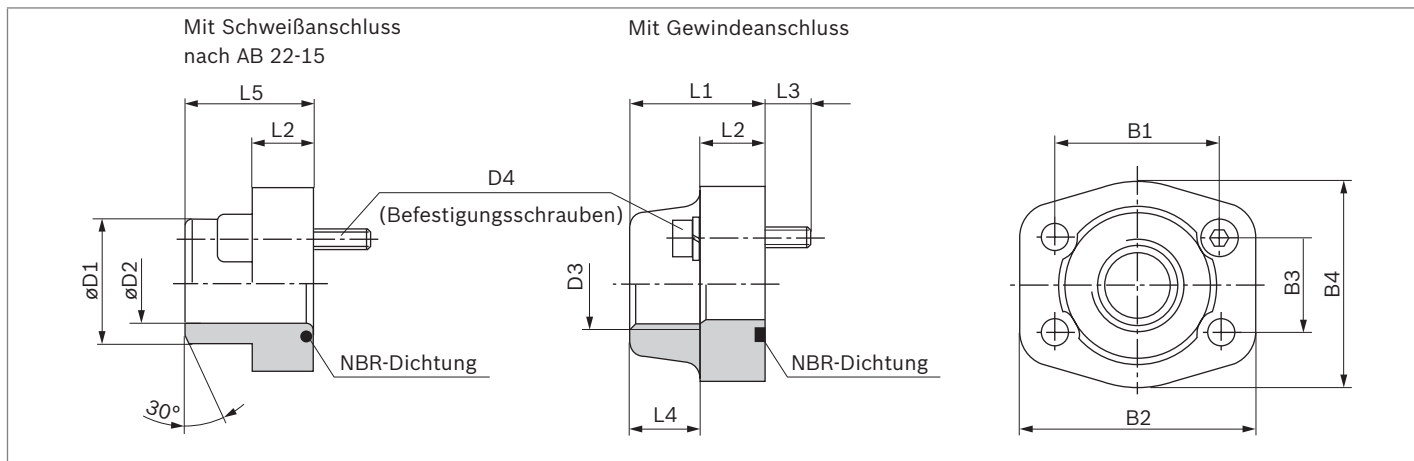 Mit Schweißanschluss
nach AB 22-15
Mit Gewindeanschluss
L5
L2
L1
L3
L2
B1
D4
(Befestigungsschrauben)
øD1
øD2
D3
B3
B4
NBR-Dichtung
NBR-Dichtung
30°
L4
B2